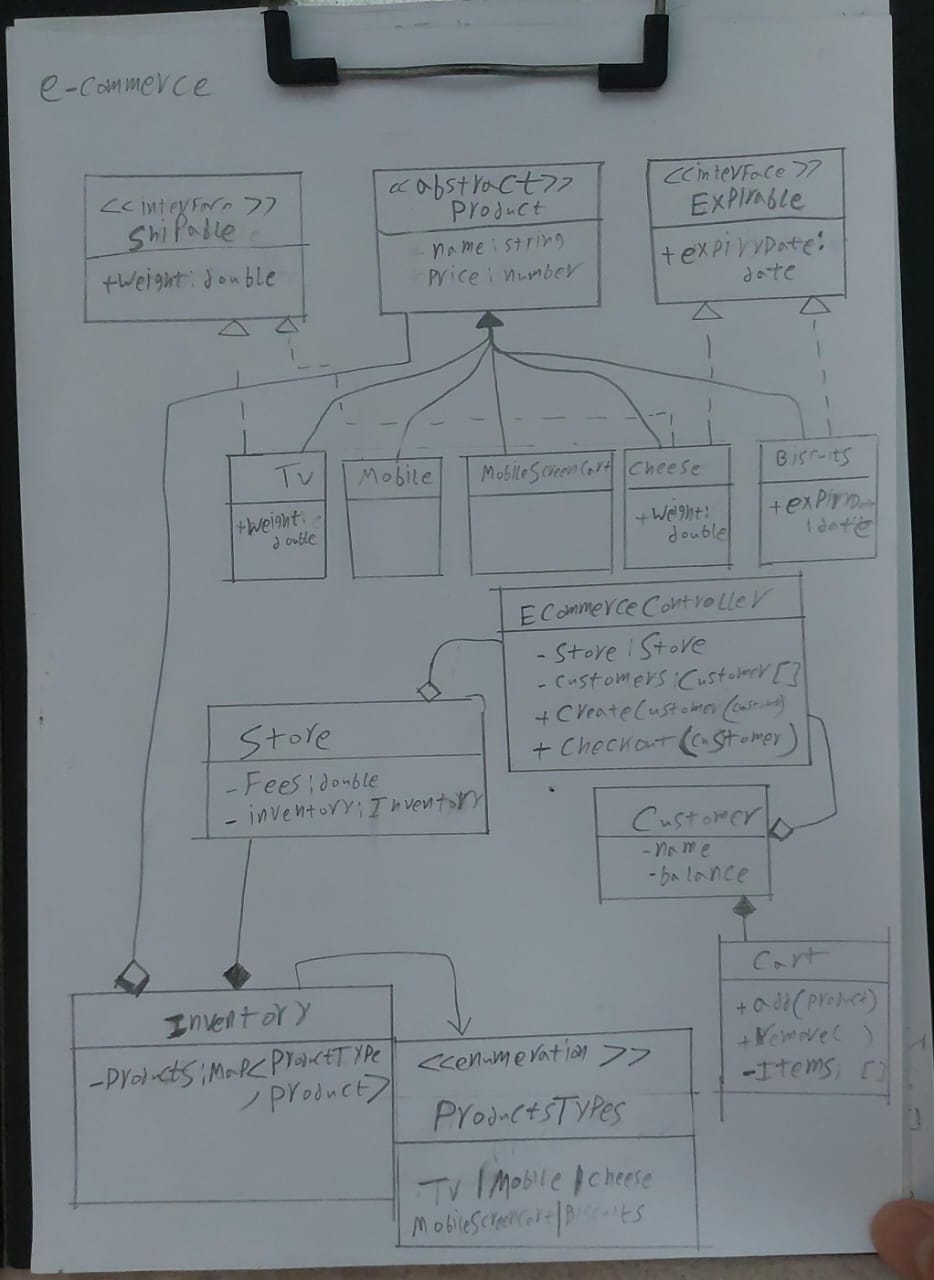 e-commerce
<<interface>>
ShiPable
+Weight: double
<<abstract>>
Product
- name: string
- Price: number
<<interface>>
ExPirable
+expirYDate:
date
Tv
+Weight:
double
Mobile
MobileScreenCart
cheese
+Weight:
double
Biscuits
:date
ECommerceController
- Store: Store
- customers: Customer[]
+ CreateCustomer(
+ Checkout(customer)
Store
- Fees: double
- inventory: Inventory
Customer
-name
-balance
Cart
+ add(Product)
+Remove( )
-Items: []
Inventory
-Products: MaP<ProductTYPe
, Product>
<<enumeration>>
ProductsTYPes
Tv | Mobile | cheese
MobileScreenCart | Biscuits